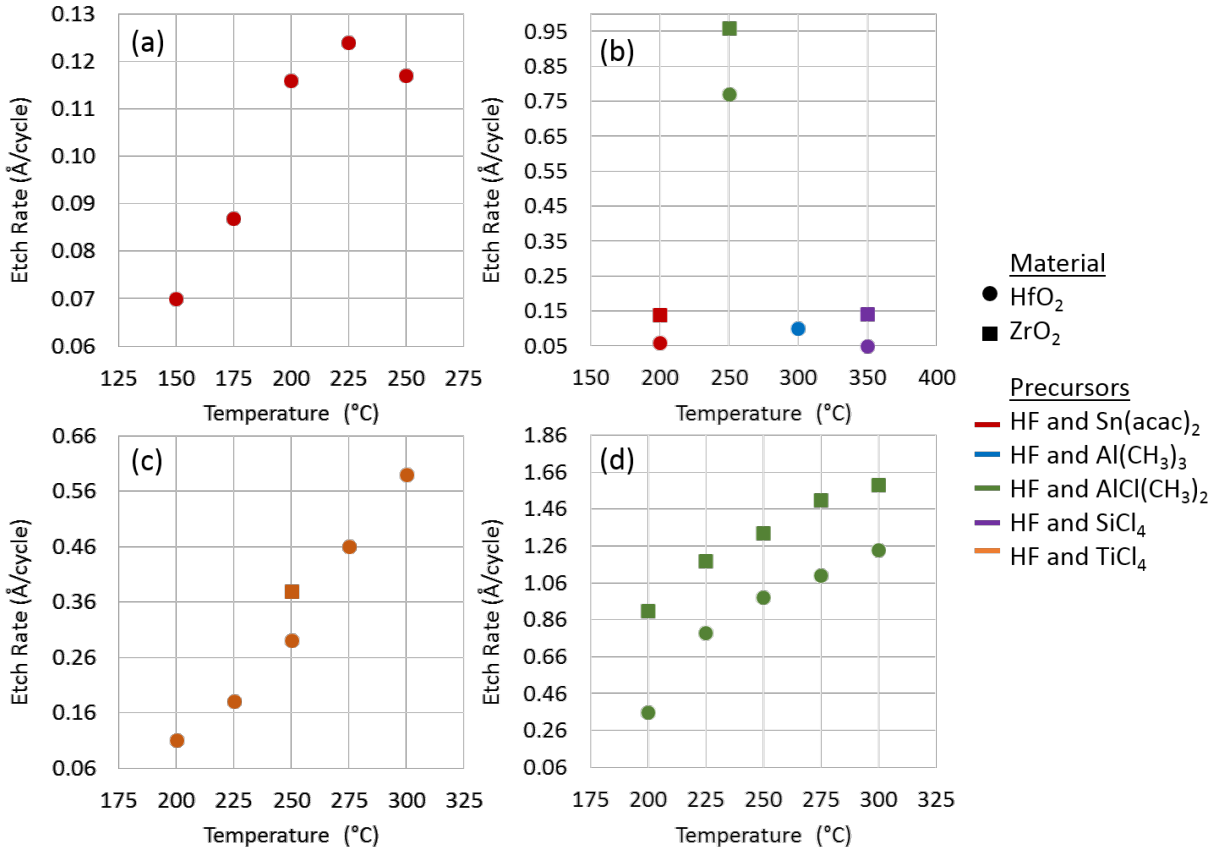 (a)
Etch Rate (Å/cycle)
0.13
0.12
0.11
0.10
0.09
0.08
0.07
0.06
125 150 175 200 225 250 275
Temperature (°C)
(b)
Etch Rate (Å/cycle)
0.95
0.85
0.75
0.65
0.55
0.45
0.35
0.25
0.15
0.05
150 200 250 300 350 400
Temperature (°C)
(c)
Etch Rate (Å/cycle)
0.66
0.56
0.46
0.36
0.26
0.16
0.06
175 200 225 250 275 300 325
Temperature (°C)
(d)
Etch Rate (Å/cycle)
1.86
1.66
1.46
1.26
1.06
0.86
0.66
0.46
0.26
0.06
175 200 225 250 275 300 325
Temperature (°C)
Material
HfO₂
ZrO₂
Precursors
HF and Sn(acac)₂
HF and Al(CH₃)₃
HF and AlCl(CH₃)₂
HF and SiCl₄
HF and TiCl₄